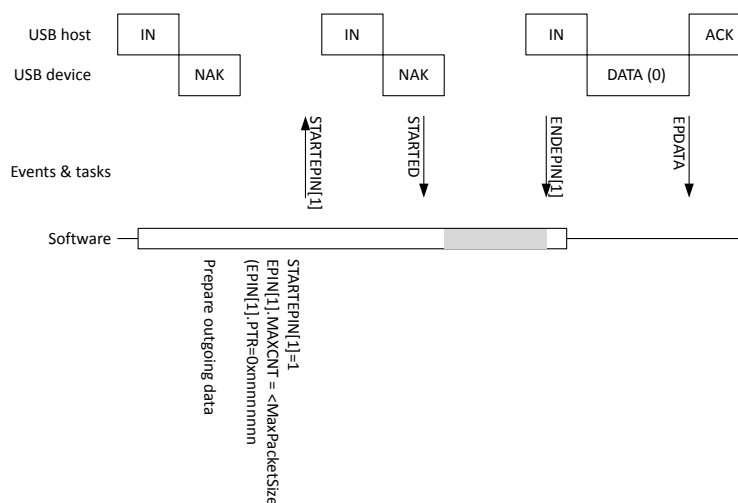 USB host
IN
IN
IN
ACK
USB device
NAK
NAK
DATA (0)
Events & tasks
STARTEPIN[1]
STARTED
ENDEPIN[1]
EPDATA
Software
Prepare outgoing data
(EPIN[1].PTR=0xnnnnnnnn
EPIN[1].MAXCNT = <MaxPacketSize
STARTEPIN[1]=1